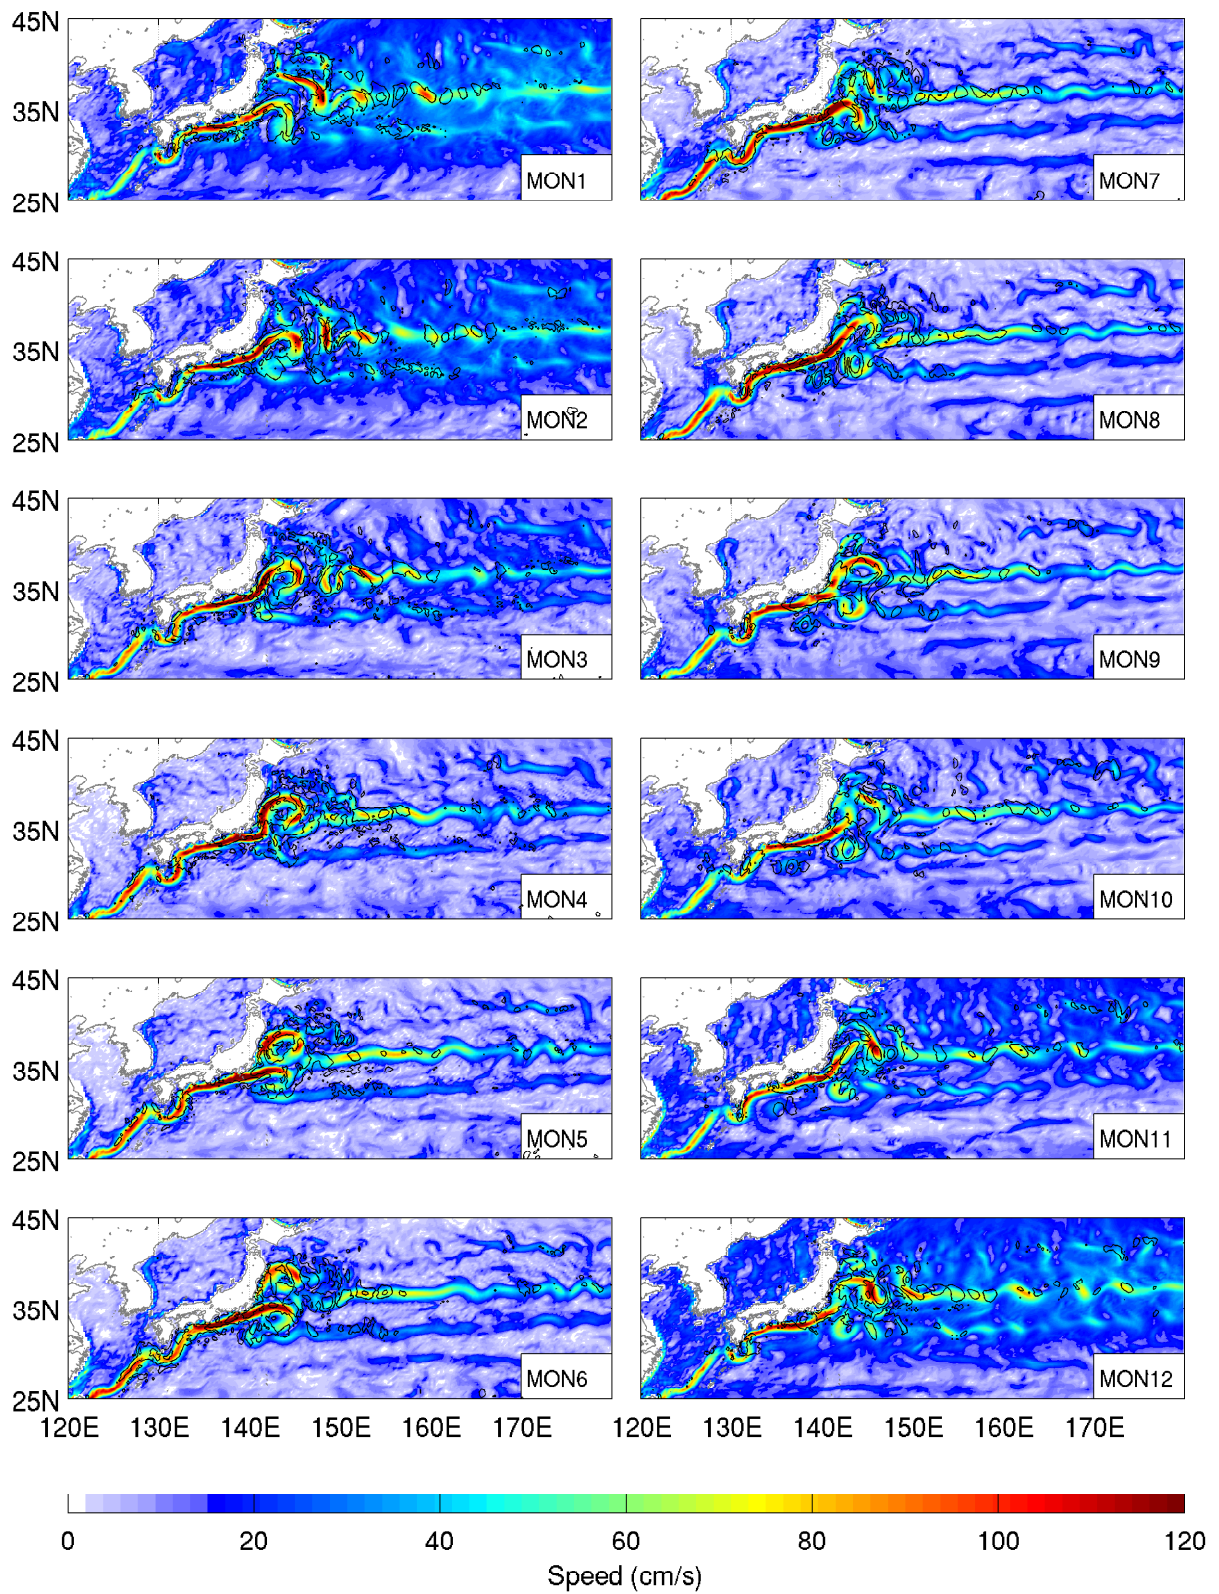 45N
35N
25N
MON1
MON7
45N
35N
25N
MON2
MON8
45N
35N
25N
MON3
MON9
45N
35N
25N
MON4
MON10
45N
35N
25N
MON5
MON11
45N
35N
25N
MON6
MON12
120E 130E 140E 150E 160E 170E 120E 130E 140E 150E 160E 170E
0 20 40 60 80 100 120
Speed (cm/s)